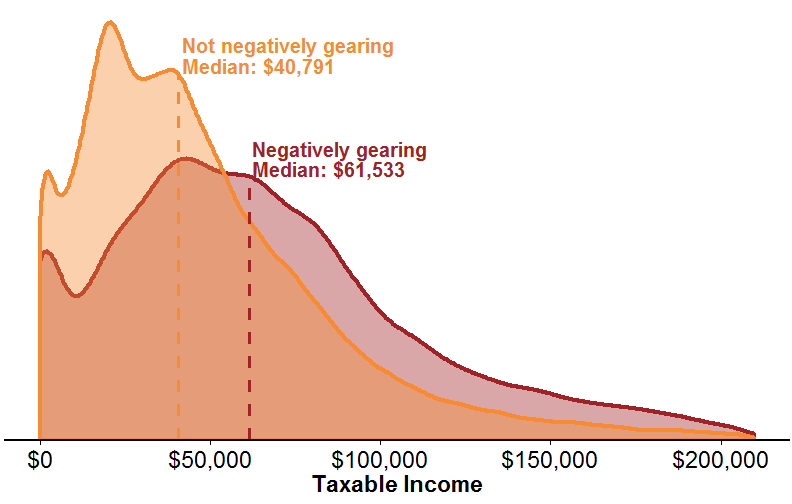 Not negatively gearing
Median: $40,791
Negatively gearing
Median: $61,533
$0
$50,000
$100,000
$150,000
$200,000
Taxable Income